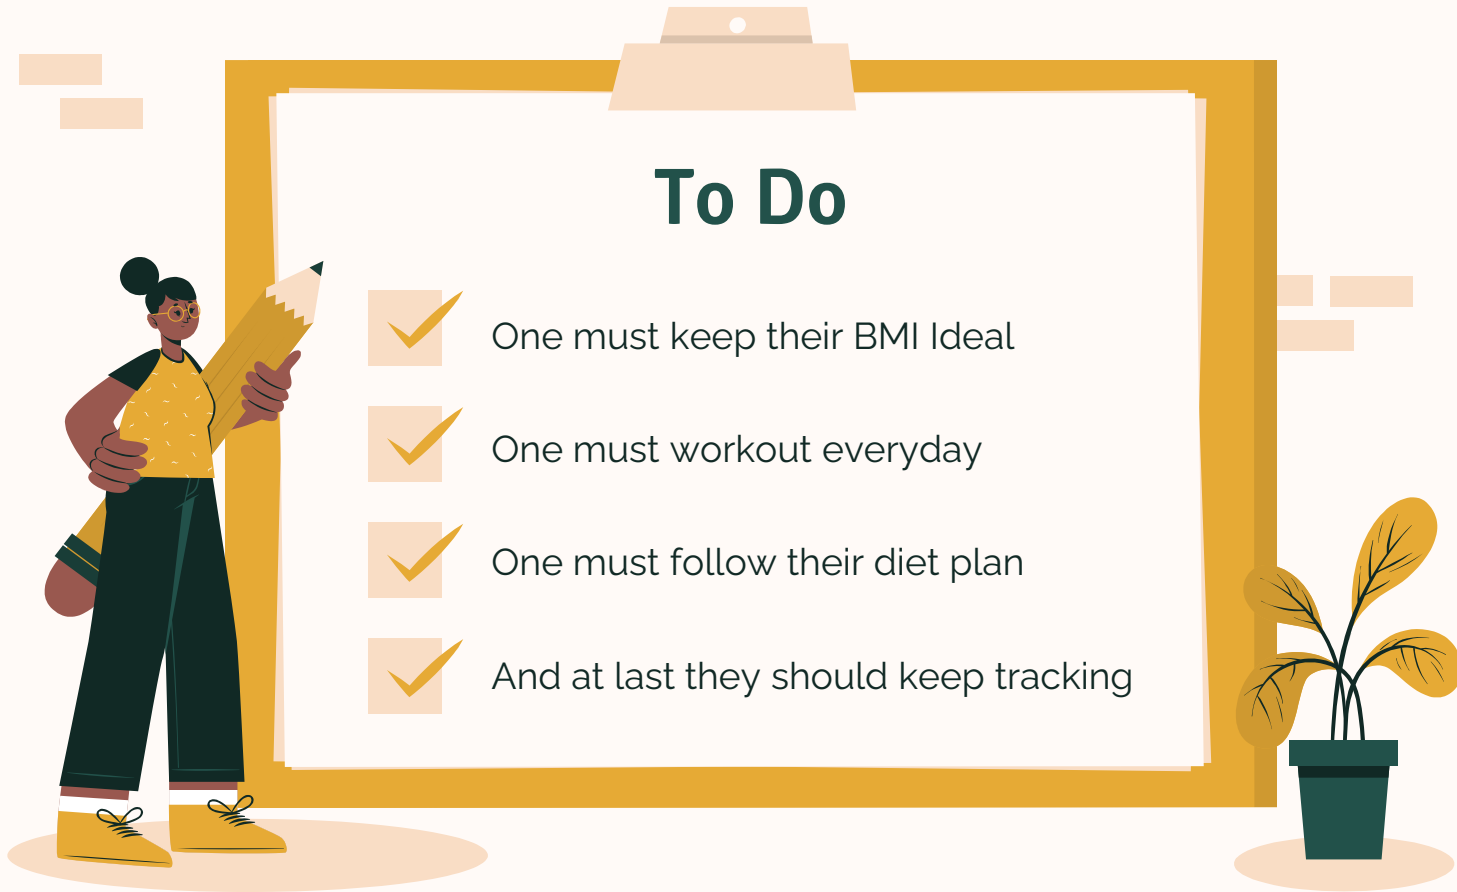 To Do
One must keep their BMI Ideal
One must workout everyday
One must follow their diet plan
And at last they should keep tracking